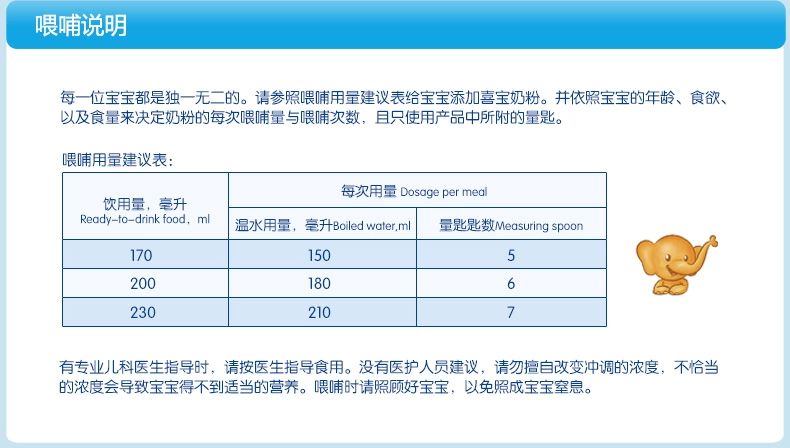 喂哺说明
每一位宝宝都是独一无二的。请参照喂哺用量建议表给宝宝添加喜宝奶粉。并依照宝宝的年龄、食欲、
以及食量来决定奶粉的每次喂哺量与喂哺次数，且只使用产品中所附的量匙。
喂哺用量建议表：
饮用量，毫升
Ready-to-drink food, ml
每次用量 Dosage per meal
温水用量，毫升Boiled water,ml
量匙匙数Measuring spoon
170 150 5
200 180 6
230 210 7
有专业儿科医生指导时，请按医生指导食用。没有医护人员建议，请勿擅自改变冲调的浓度，不恰当
的浓度会导致宝宝得不到适当的营养。喂哺时请照顾好宝宝，以免照成宝宝窒息。